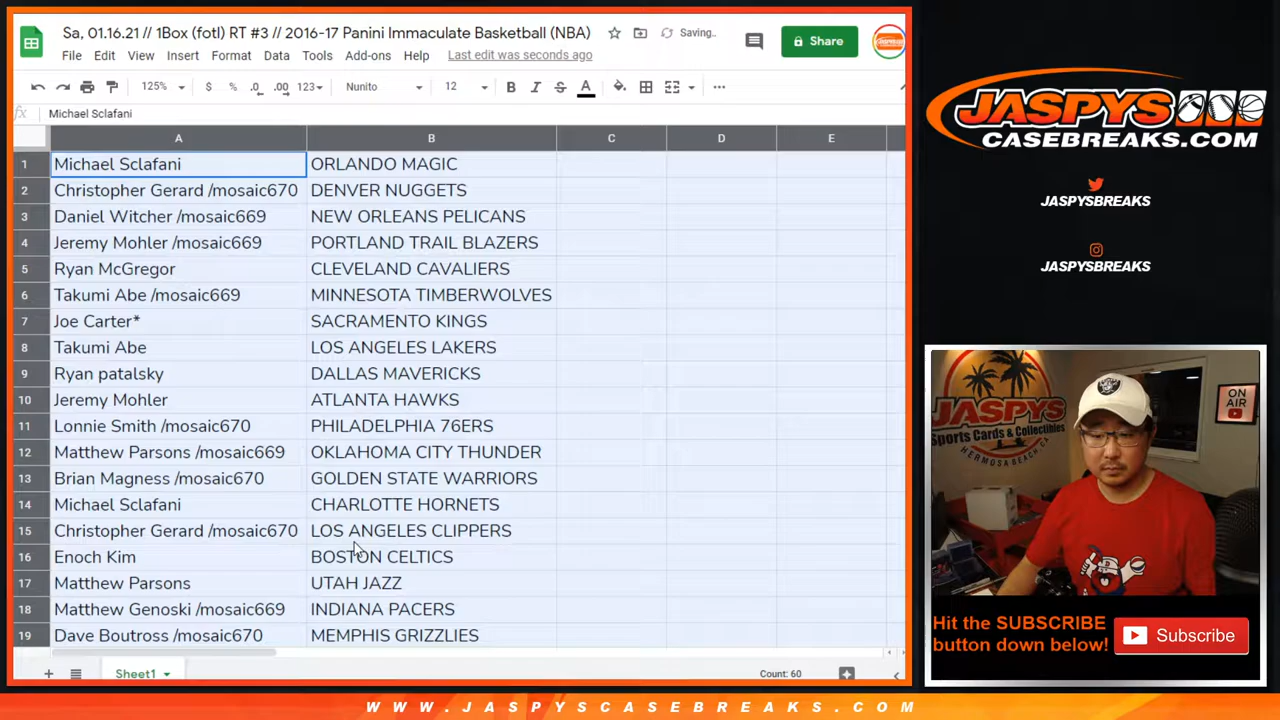 Sa, 01.16.21 // 1Box (fotl) RT #3 // 2016-17 Panini Immaculate Basketball (NBA)
Saving..
Share
File Edit View Insert Format Data Tools Add-ons Help Last edit was seconds ago
125% $ % .0 .00 123 Nunito 12 B I S A
fx Michael Sclafani
A B C D E
1 Michael Sclafani ORLANDO MAGIC
2 Christopher Gerard /mosaic670 DENVER NUGGETS
3 Daniel Witcher /mosaic669 NEW ORLEANS PELICANS
4 Jeremy Mohler /mosaic669 PORTLAND TRAIL BLAZERS
5 Ryan McGregor CLEVELAND CAVALIERS
6 Takumi Abe /mosaic669 MINNESOTA TIMBERWOLVES
7 Joe Carter* SACRAMENTO KINGS
8 Takumi Abe LOS ANGELES LAKERS
9 Ryan patalsky DALLAS MAVERICKS
10 Jeremy Mohler ATLANTA HAWKS
11 Lonnie Smith /mosaic670 PHILADELPHIA 76ERS
12 Matthew Parsons /mosaic669 OKLAHOMA CITY THUNDER
13 Brian Magness /mosaic670 GOLDEN STATE WARRIORS
14 Michael Sclafani CHARLOTTE HORNETS
15 Christopher Gerard /mosaic670 LOS ANGELES CLIPPERS
16 Enoch Kim BOSTON CELTICS
17 Matthew Parsons UTAH JAZZ
18 Matthew Genoski /mosaic669 INDIANA PACERS
19 Dave Boutross /mosaic670 MEMPHIS GRIZZLIES
Sheet1
Count: 60
JASPYS
CASEBREAKS.COM
JASPYSBREAKS
JASPYSBREAKS
JASPYS
Sports Cards & Collectibles
HERMOSA BEACH, CA
ON AIR
Hit the SUBSCRIBE
button down below!
Subscribe
WWW.JASPYSCASEBREAKS.COM